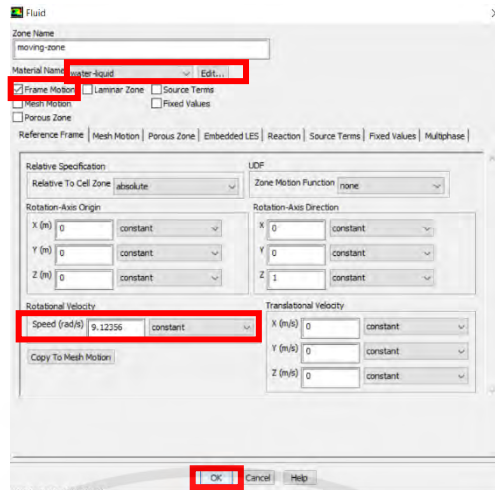 Fluid
Zone Name
moving-zone
Material Name water-liquid Edit...
Frame Motion Laminar Zone Source Terms
Mesh Motion Fixed Values
Porous Zone
Reference Frame Mesh Motion Porous Zone Embedded LES Reaction Source Terms Fixed Values Multiphase
Relative Specification UDF
Relative To Cell Zone absolute Zone Motion Function none
Rotation-Axis Origin Rotation-Axis Direction
X (m) 0 constant X 0 constant
Y (m) 0 constant Y 0 constant
Z (m) 0 constant Z 1 constant
Rotational Velocity Translational Velocity
Speed (rad/s) 9.12356 constant X (m/s) 0 constant
Copy To Mesh Motion Y (m/s) 0 constant
Z (m/s) 0 constant
OK Cancel Help